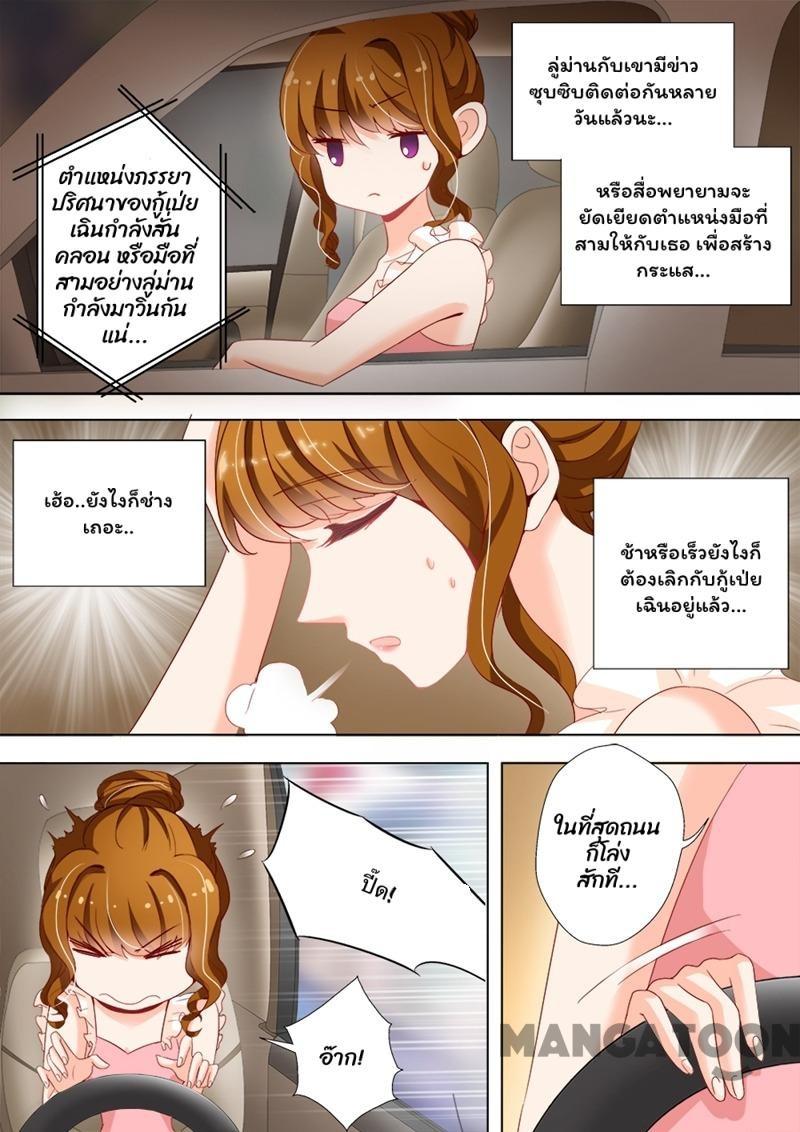 ตำแหน่งภรรยา
ปริศนาของกู้เป่ย
เฉินกำลังสั่น
คลอน หรือมือที่
สามอย่างลู่ม่าน
กำลังมาวินกัน
แน่...
ลู่ม่านกับเขามีข่าว
ซุบซิบติดต่อกันหลาย
วันแล้วนะ...
หรือสื่อพยายามจะ
ยัดเยียดตำแหน่งมือที่
สามให้กับเธอ เพื่อสร้าง
กระแส...
เฮ้อ..ยังไงก็ช่าง
เถอะ..
ช้าหรือเร็วยังไงก็
ต้องเลิกกับกู้เป่ย
เฉินอยู่แล้ว...
ปี๊ด!
อ๊าก!
ในที่สุดถนน
ก็โล่ง
สักที...
MANGATOON